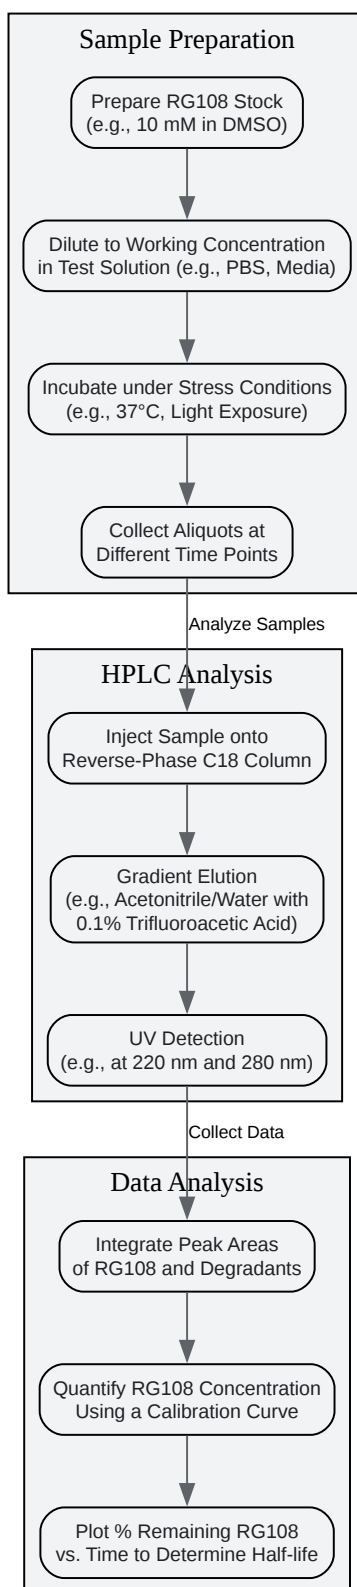 Sample Preparation
Prepare RG108 Stock
(e.g., 10 mM in DMSO)
Dilute to Working Concentration
in Test Solution (e.g., PBS, Media)
Incubate under Stress Conditions
(e.g., 37°C, Light Exposure)
Collect Aliquots at
Different Time Points
Analyze Samples
HPLC Analysis
Inject Sample onto
Reverse-Phase C18 Column
Gradient Elution
(e.g., Acetonitrile/Water with
0.1% Trifluoroacetic Acid)
UV Detection
(e.g., at 220 nm and 280 nm)
Collect Data
Data Analysis
Integrate Peak Areas
of RG108 and Degradants
Quantify RG108 Concentration
Using a Calibration Curve
Plot % Remaining RG108
vs. Time to Determine Half-life